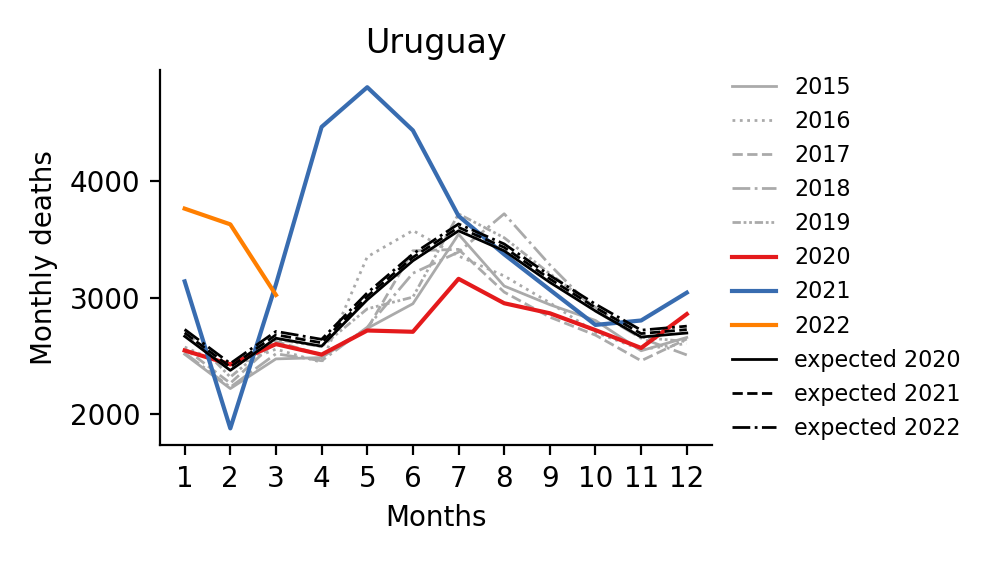 Uruguay
Monthly deaths
4000
3000
2000
1 2 3 4 5 6 7 8 9 10 11 12
Months
2015
2016
2017
2018
2019
2020
2021
2022
expected 2020
expected 2021
expected 2022